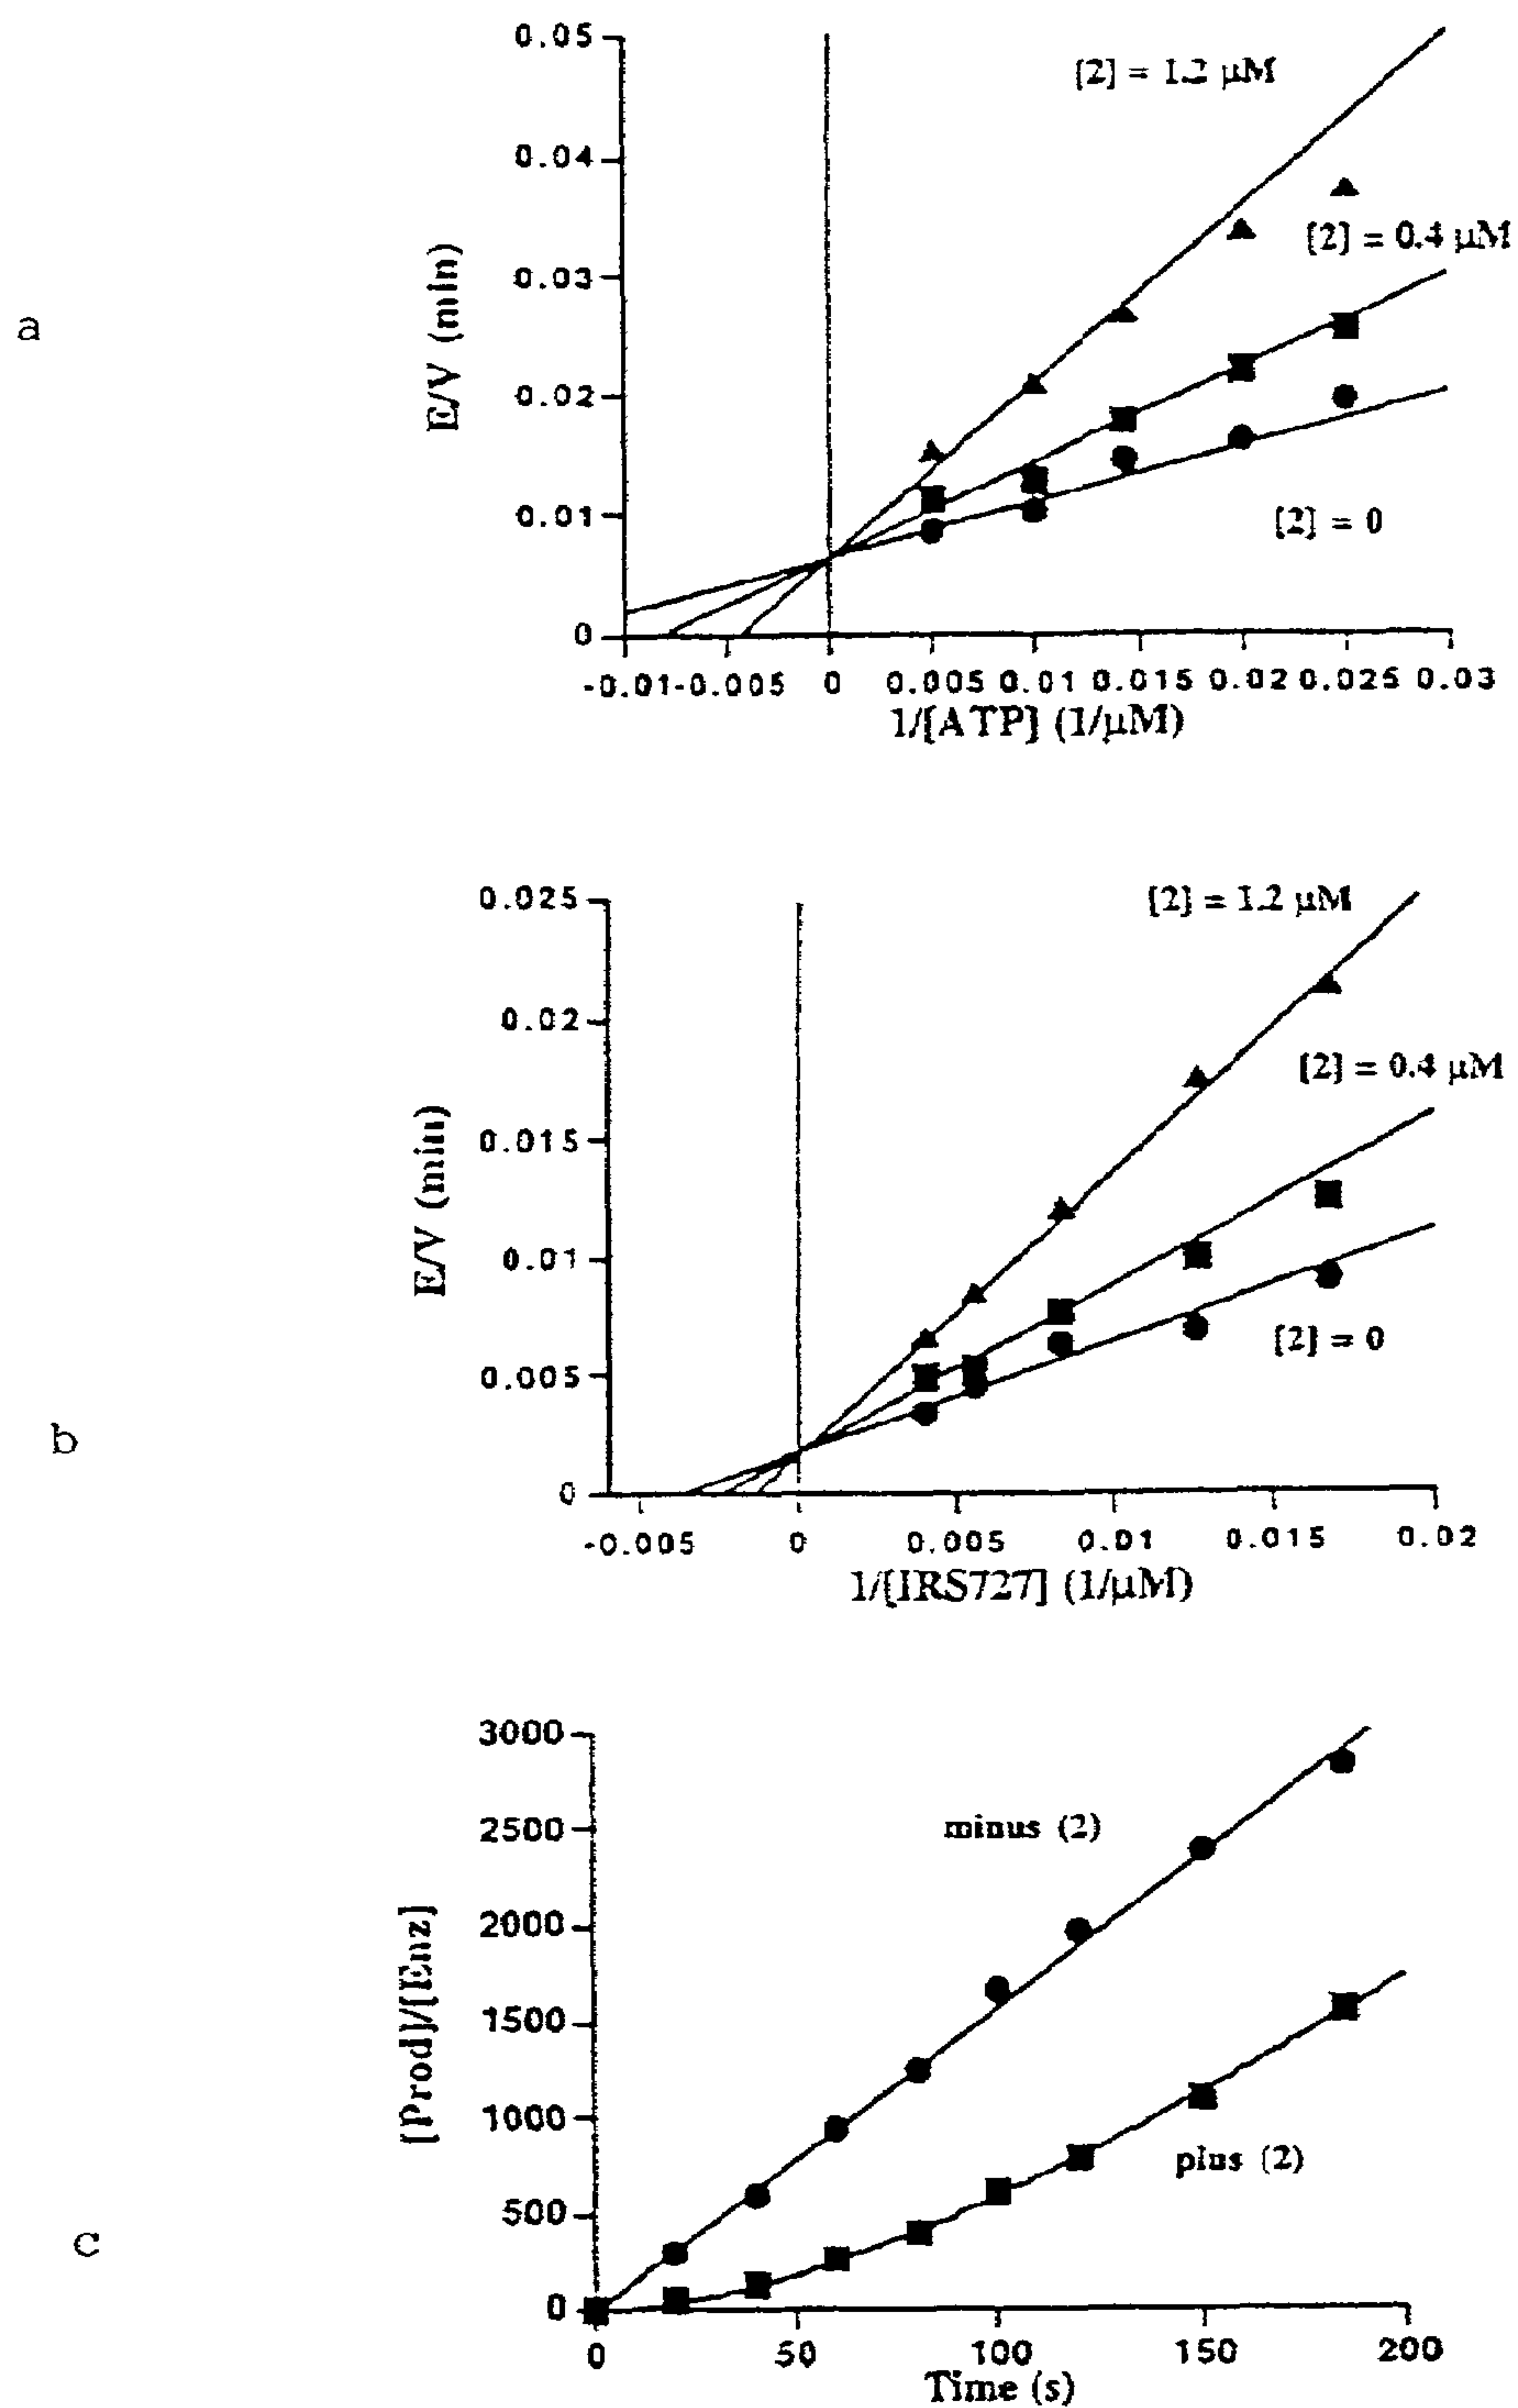 a
0.05
0.04
0.03
0.02
0.01
0
E/V (min)
[2] = 1.2 µM
[2] = 0.4 µM
[2] = 0
-0.01 -0.005 0 0.005 0.01 0.015 0.02 0.025 0.03
1/[ATP] (1/µM)
b
0.025
0.02
0.015
0.01
0.005
0
E/V (min)
[2] = 1.2 µM
[2] = 0.4 µM
[2] = 0
-0.005 0 0.005 0.01 0.015 0.02
1/[IRS727] (1/µM)
c
3000
2500
2000
1500
1000
500
0
[Prod]/[Enz]
minus (2)
plus (2)
0 50 100 150 200
Time (s)